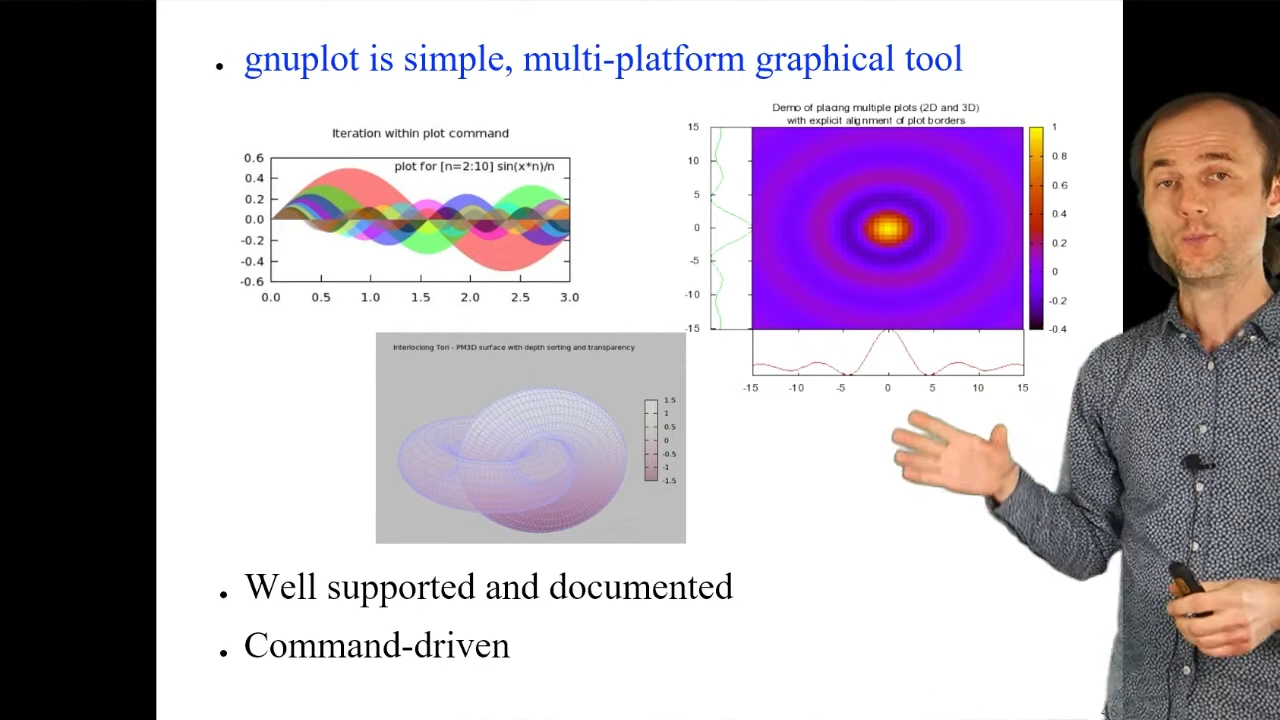 • gnuplot is simple, multi-platform graphical tool
Iteration within plot command
plot for [n=2:10] sin(x*n)/n
0.6
0.4
0.2
0.0
-0.2
-0.4
-0.6
0.0 0.5 1.0 1.5 2.0 2.5 3.0
Demo of placing multiple plots (2D and 3D)
with explicit alignment of plot borders
15
10
5
0
-5
-10
-15
1
0.8
0.6
0.4
0.2
0
-0.2
-0.4
-15 -10 -5 0 5 10 15
Interlocking Tori - PM3D surface with depth sorting and transparency
1.5
1
0.5
0
-0.5
-1
-1.5
• Well supported and documented
• Command-driven